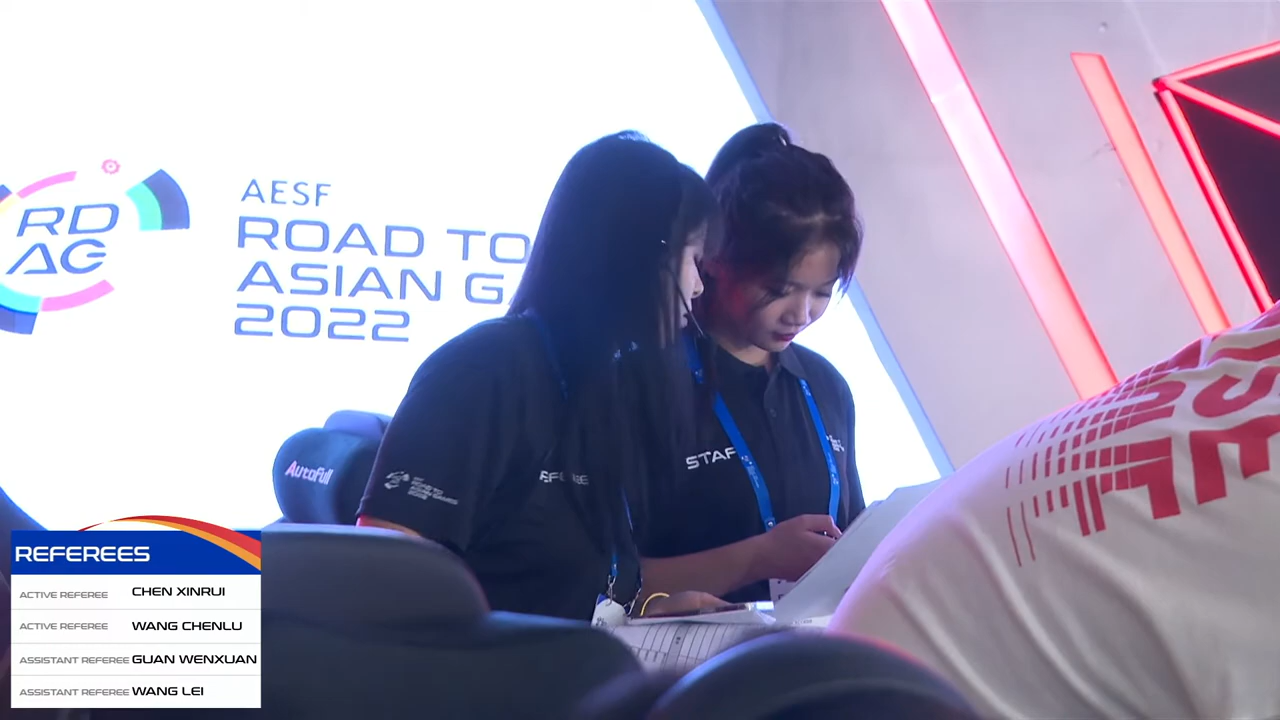 RD
AG
AESF
ROAD TO
ASIAN
2022
AutoFull
STAF
REFEREES
ACTIVE REFEREE CHEN XINRUI
ACTIVE REFEREE WANG CHENLU
ASSISTANT REFEREE GUAN WENXUAN
ASSISTANT REFEREE WANG LEI